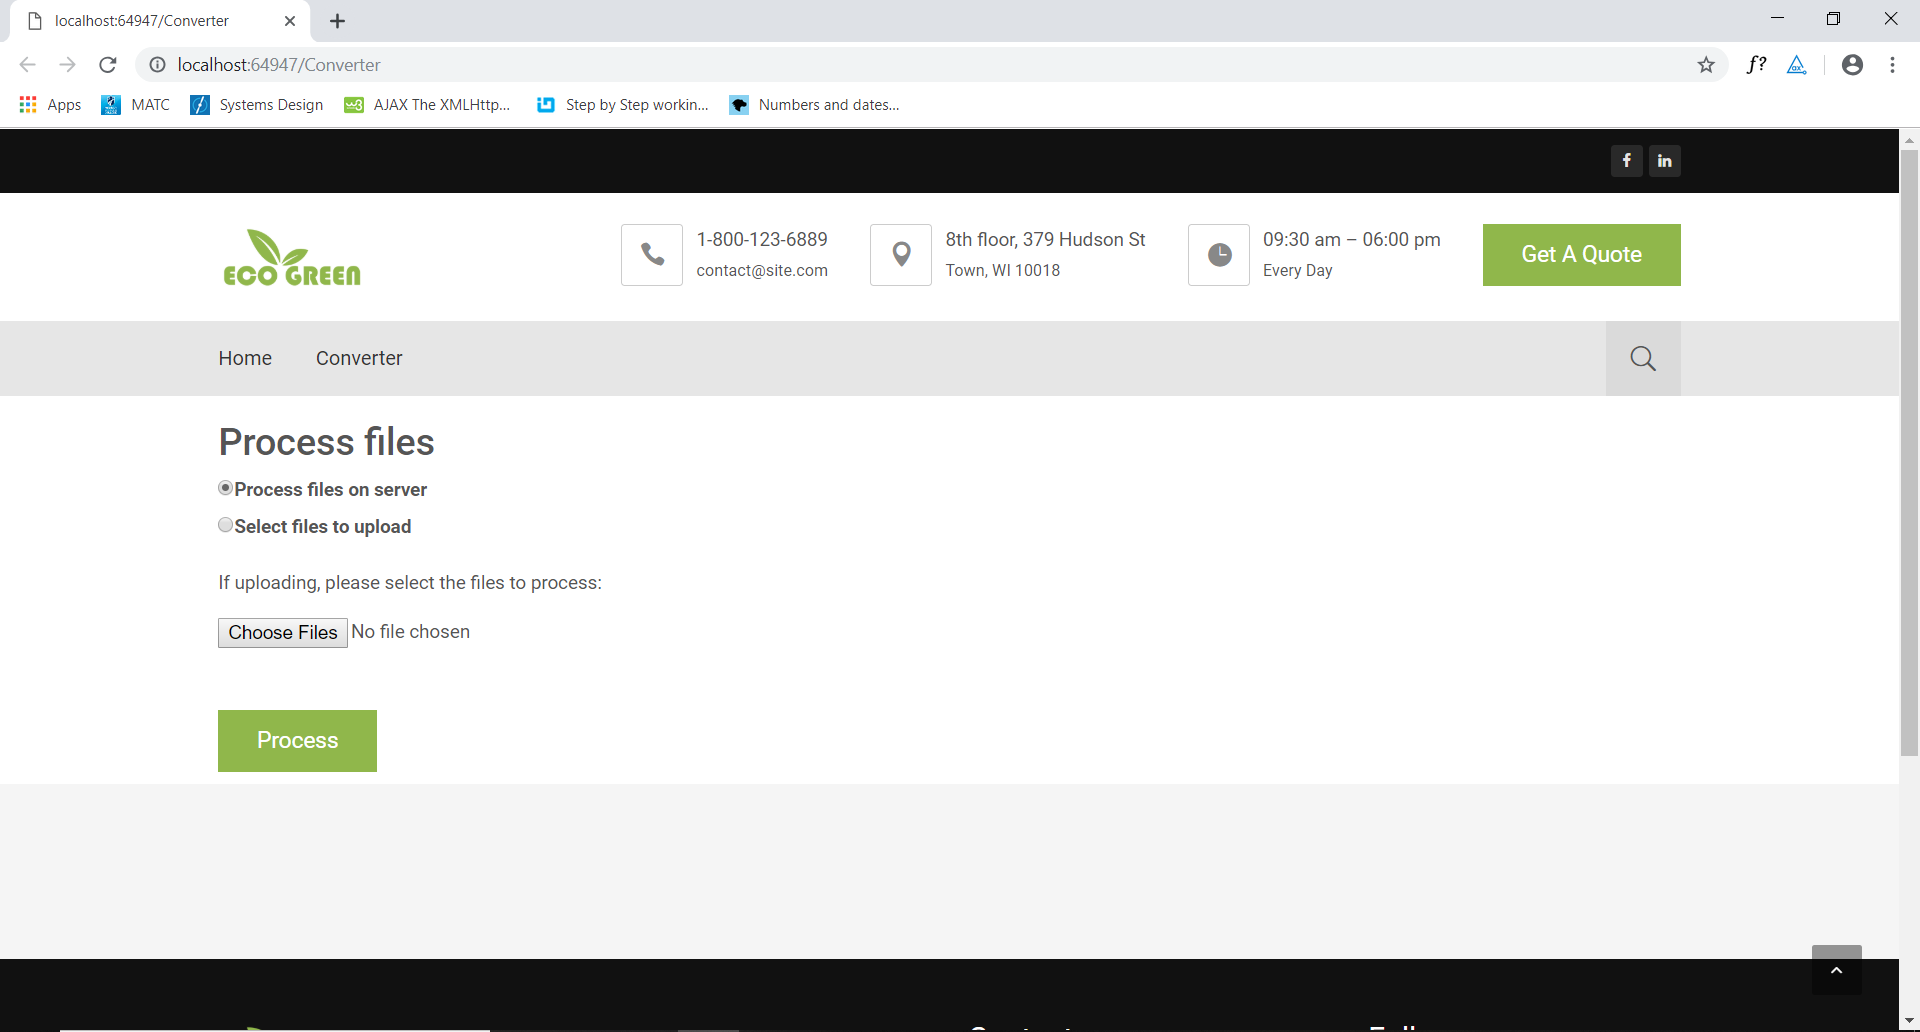 localhost:64947/Converter
localhost:64947/Converter
f?
Apps MATC Systems Design AJAX The XMLHttp... Step by Step workin... Numbers and dates...
f in
ECO GREEN
1-800-123-6889
contact@site.com
8th floor, 379 Hudson St
Town, WI 10018
09:30 am – 06:00 pm
Every Day
Get A Quote
Home Converter
Process files
Process files on server
Select files to upload
If uploading, please select the files to process:
Choose Files No file chosen
Process